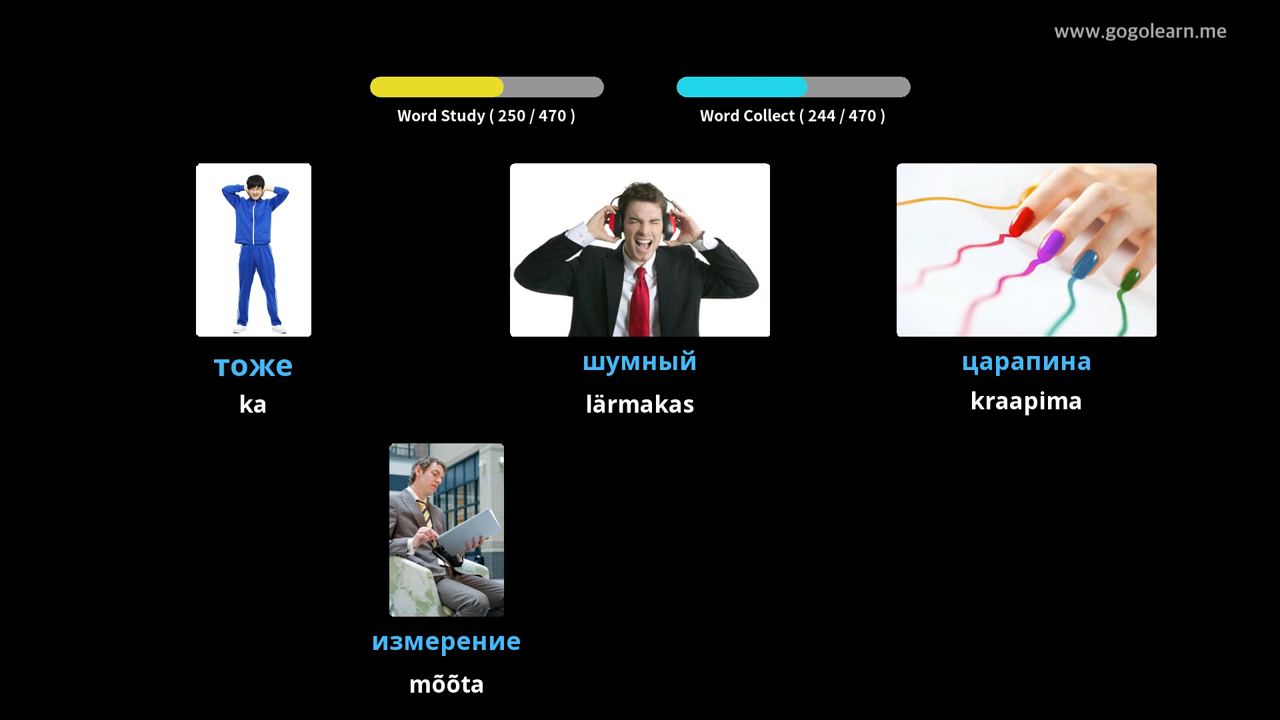 www.gogolearn.me
Word Study ( 250 / 470 )
Word Collect ( 244 / 470 )
тоже
ka
шумный
lärmakas
царапина
kraapima
измерение
mõõta